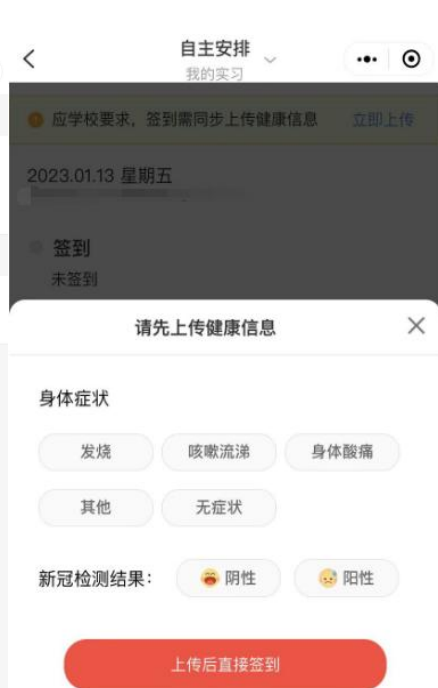 自主安排
我的实习
应学校要求，签到需同步上传健康信息 立即上传
2023.01.13 星期五
签到
未签到
请先上传健康信息
身体症状
发烧 咳嗽流涕 身体酸痛
其他 无症状
新冠检测结果： 阴性 阳性
上传后直接签到